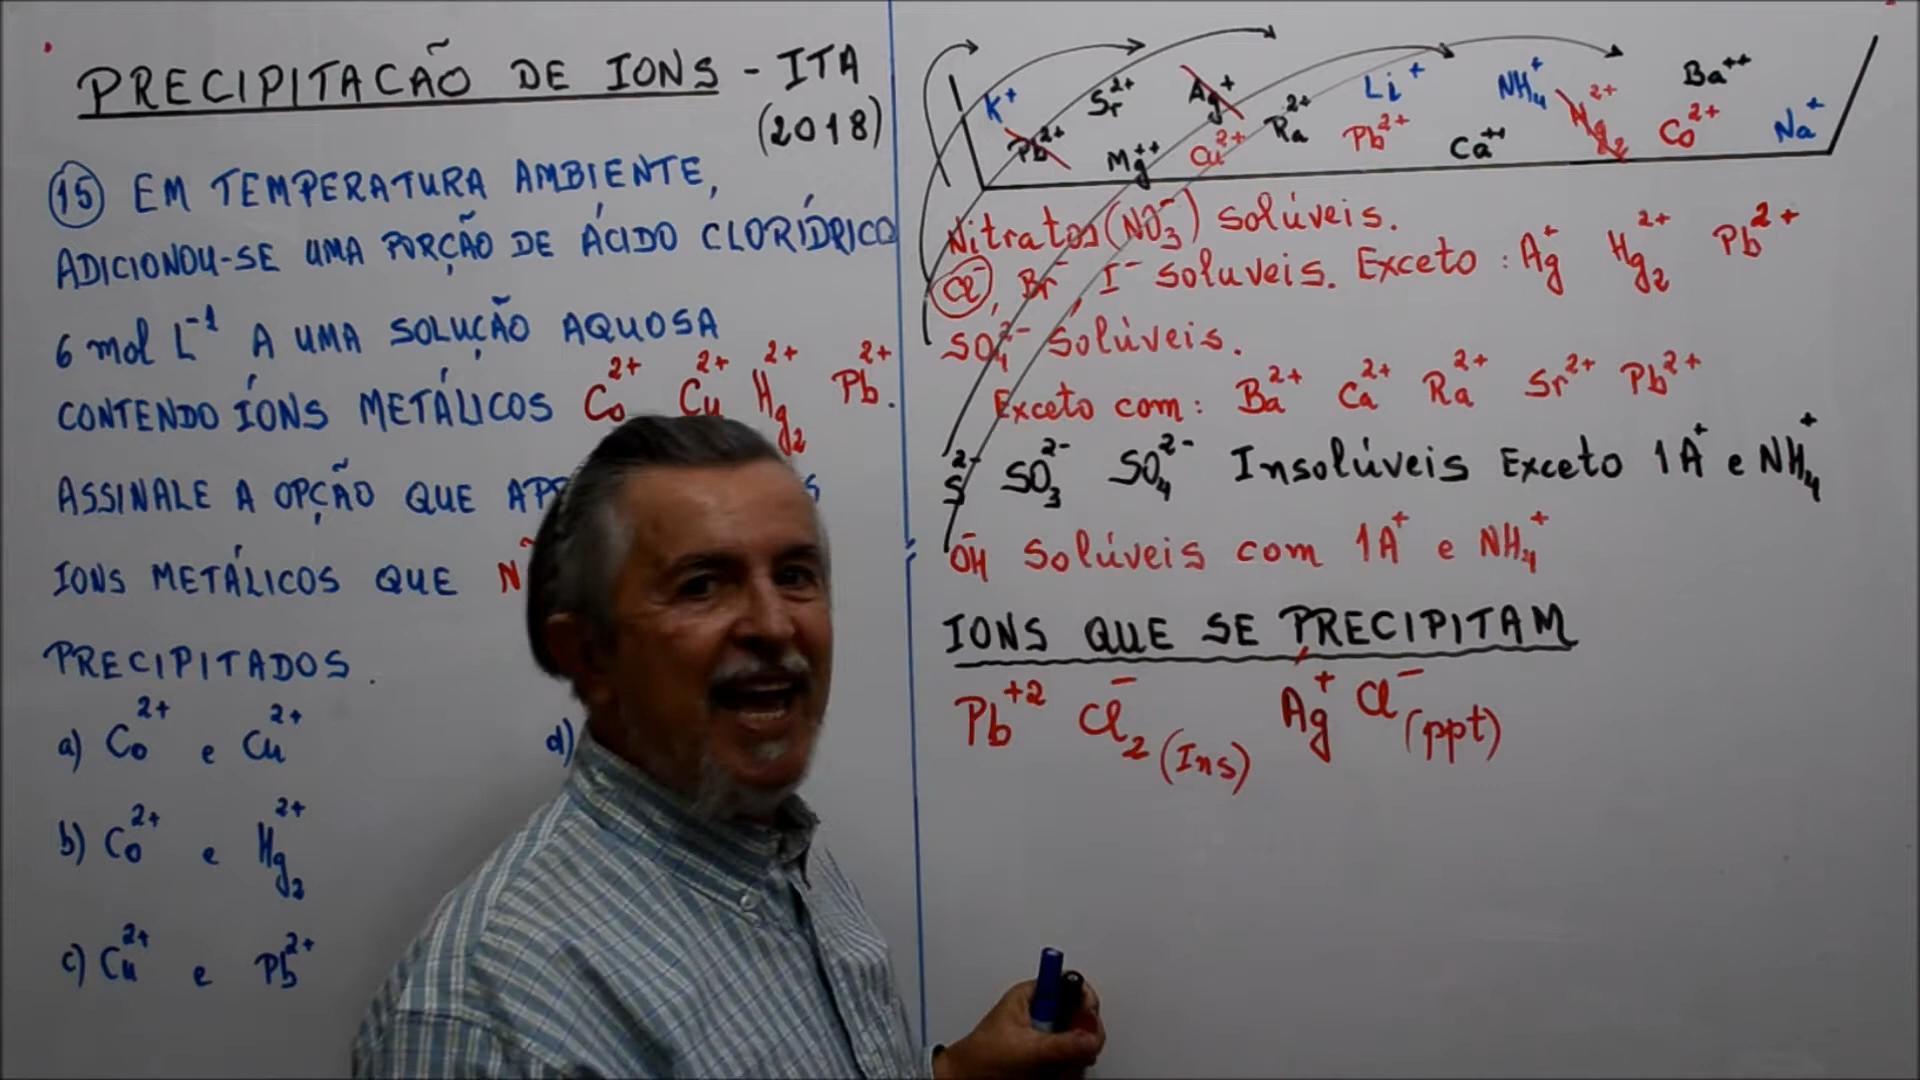 PRECIPITACÃO DE IONS - ITA
(2018)
15 EM TEMPERATURA AMBIENTE,
ADICIONOU-SE UMA PORÇÃO DE ÁCIDO CLORÍDRICO
6 mol L⁻¹ A UMA SOLUÇÃO AQUOSA
CONTENDO ÍONS METÁLICOS Co²⁺ Cu²⁺ Hg₂²⁺ Pb²⁺.
ASSINALE A OPÇÃO QUE
IONS METÁLICOS QUE
PRECIPITADOS.
a) Co²⁺ e Cu²⁺
d)
b) Co²⁺ e Hg₂²⁺
c) Cu²⁺ e Pb²⁺
K⁺ Sr²⁺ Ag⁺ Ra²⁺ Li⁺ NH₄⁺ Hg₂²⁺ Ba⁺⁺
Pb²⁺ Mg⁺⁺ Cu²⁺ Pb²⁺ Ca⁺⁺ Co²⁺ Na⁺
Nitratos (NO₃⁻) solúveis.
Cl⁻, Br⁻, I⁻ soluveis. Exceto: Ag⁺ Hg₂²⁺ Pb²⁺
SO₄²⁻ Solúveis.
Exceto com: Ba²⁺ Ca²⁺ Ra²⁺ Sr²⁺ Pb²⁺
S²⁻ SO₃²⁻ SO₄²⁻ Insolúveis Exceto 1A⁺ e NH₄⁺
OH⁻ Solúveis com 1A⁺ e NH₄⁺
IONS QUE SE PRECIPITAM
Pb⁺² Cl₂⁻ (Ins) Ag⁺ Cl⁻ (ppt)